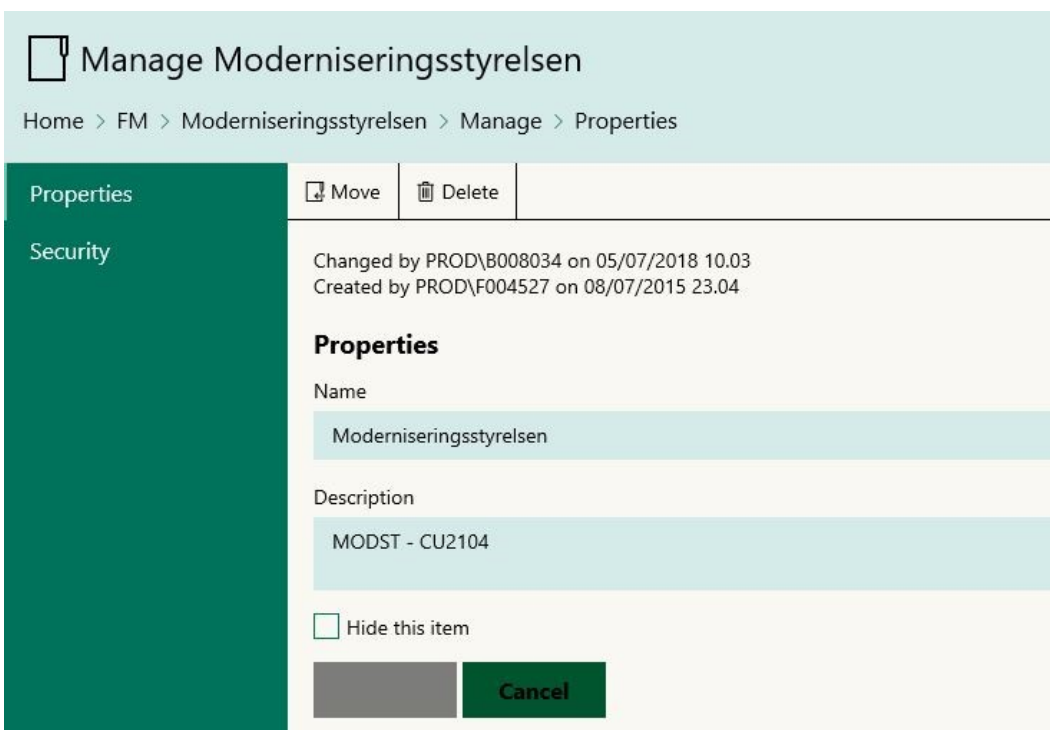 Manage Moderniseringsstyrelsen
Home > FM > Moderniseringsstyrelsen > Manage > Properties
Properties
Security
Move
Delete
Changed by PROD\B008034 on 05/07/2018 10.03
Created by PROD\F004527 on 08/07/2015 23.04
Properties
Name
Moderniseringsstyrelsen
Description
MODST - CU2104
Hide this item
Cancel